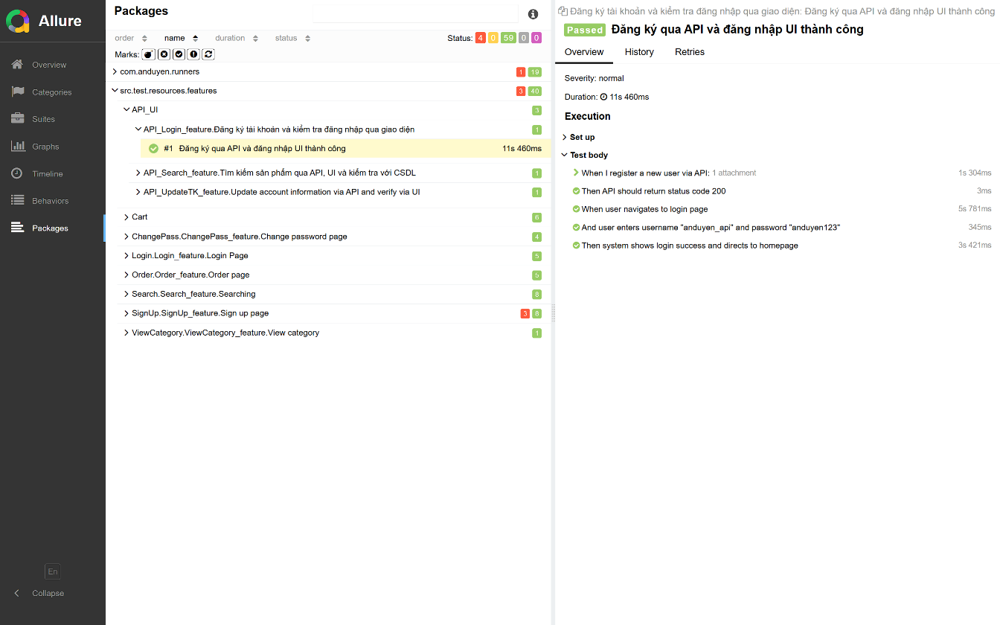 Allure
Overview
Categories
Suites
Graphs
Timeline
Behaviors
Packages
En
Collapse
Packages
order name duration status Status: 4 0 59 0 0
Marks:
com.anduyen.runners 1 19
src.test.resources.features 3 40
API_UI 3
API_Login_feature.Đăng ký tài khoản và kiểm tra đăng nhập qua giao diện 1
#1 Đăng ký qua API và đăng nhập UI thành công 11s 460ms
API_Search_feature.Tìm kiếm sản phẩm qua API, UI và kiểm tra với CSDL 1
API_UpdateTK_feature.Update account information via API and verify via UI 1
Cart 6
ChangePass.ChangePass_feature.Change password page 4
Login.Login_feature.Login Page 5
Order.Order_feature.Order page 5
Search.Search_feature.Searching 8
SignUp.SignUp_feature.Sign up page 3 8
ViewCategory.ViewCategory_feature.View category 1
Đăng ký tài khoản và kiểm tra đăng nhập qua giao diện: Đăng ký qua API và đăng nhập UI thành công
Passed Đăng ký qua API và đăng nhập UI thành công
Overview History Retries
Severity: normal
Duration: 11s 460ms
Execution
Set up
Test body
When I register a new user via API: 1 attachment 1s 304ms
Then API should return status code 200 3ms
When user navigates to login page 5s 781ms
And user enters username "anduyen_api" and password "anduyen123" 345ms
Then system shows login success and directs to homepage 3s 421ms